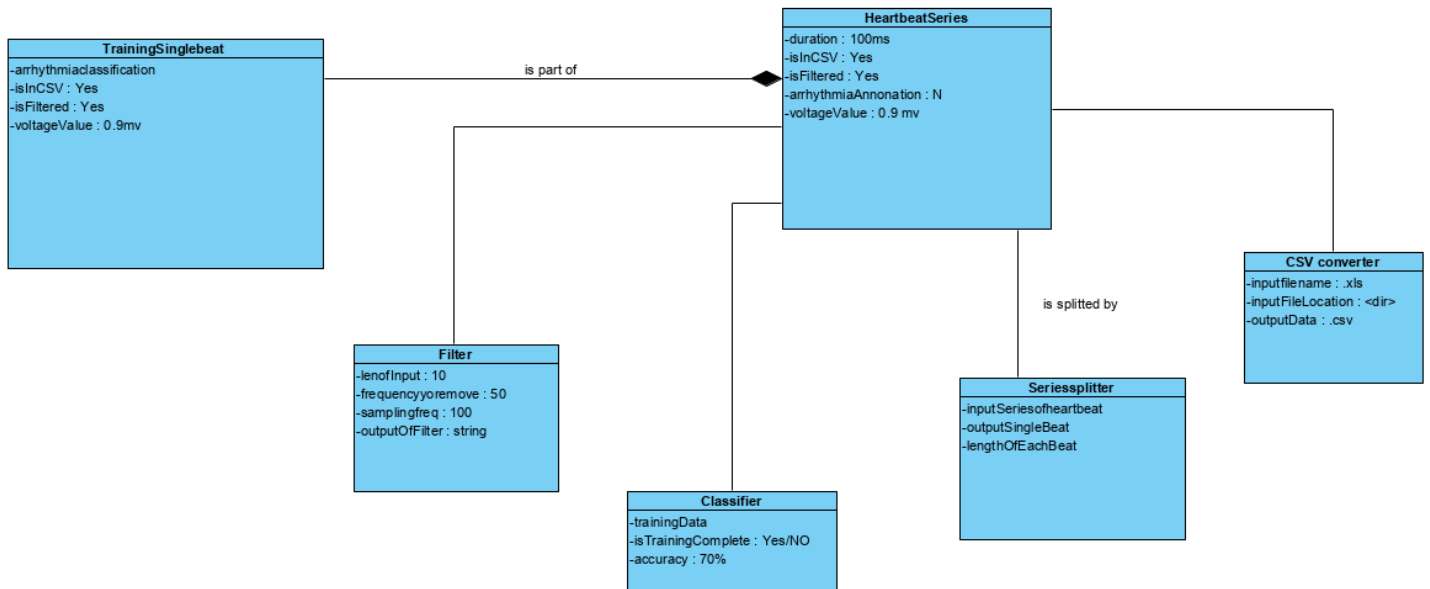 HeartbeatSeries
-duration : 100ms
-isInCSV : Yes
-isFiltered : Yes
-arrhythmiaAnnonation : N
-voltageValue : 0.9 mv
TrainingSinglebeat
-arrhythmiaclassification
-isInCSV : Yes
-isFiltered : Yes
-voltageValue : 0.9mv
is part of
CSV converter
-inputfilename : .xls
-inputFileLocation : <dir>
-outputData : .csv
is splitted by
Filter
-lenofInput : 10
-frequencyyoremove : 50
-samplingfreq : 100
-outputOfFilter : string
Seriessplitter
-inputSeriesofheartbeat
-outputSingleBeat
-lengthOfEachBeat
Classifier
-trainingData
-isTrainingComplete : Yes/NO
-accuracy : 70%